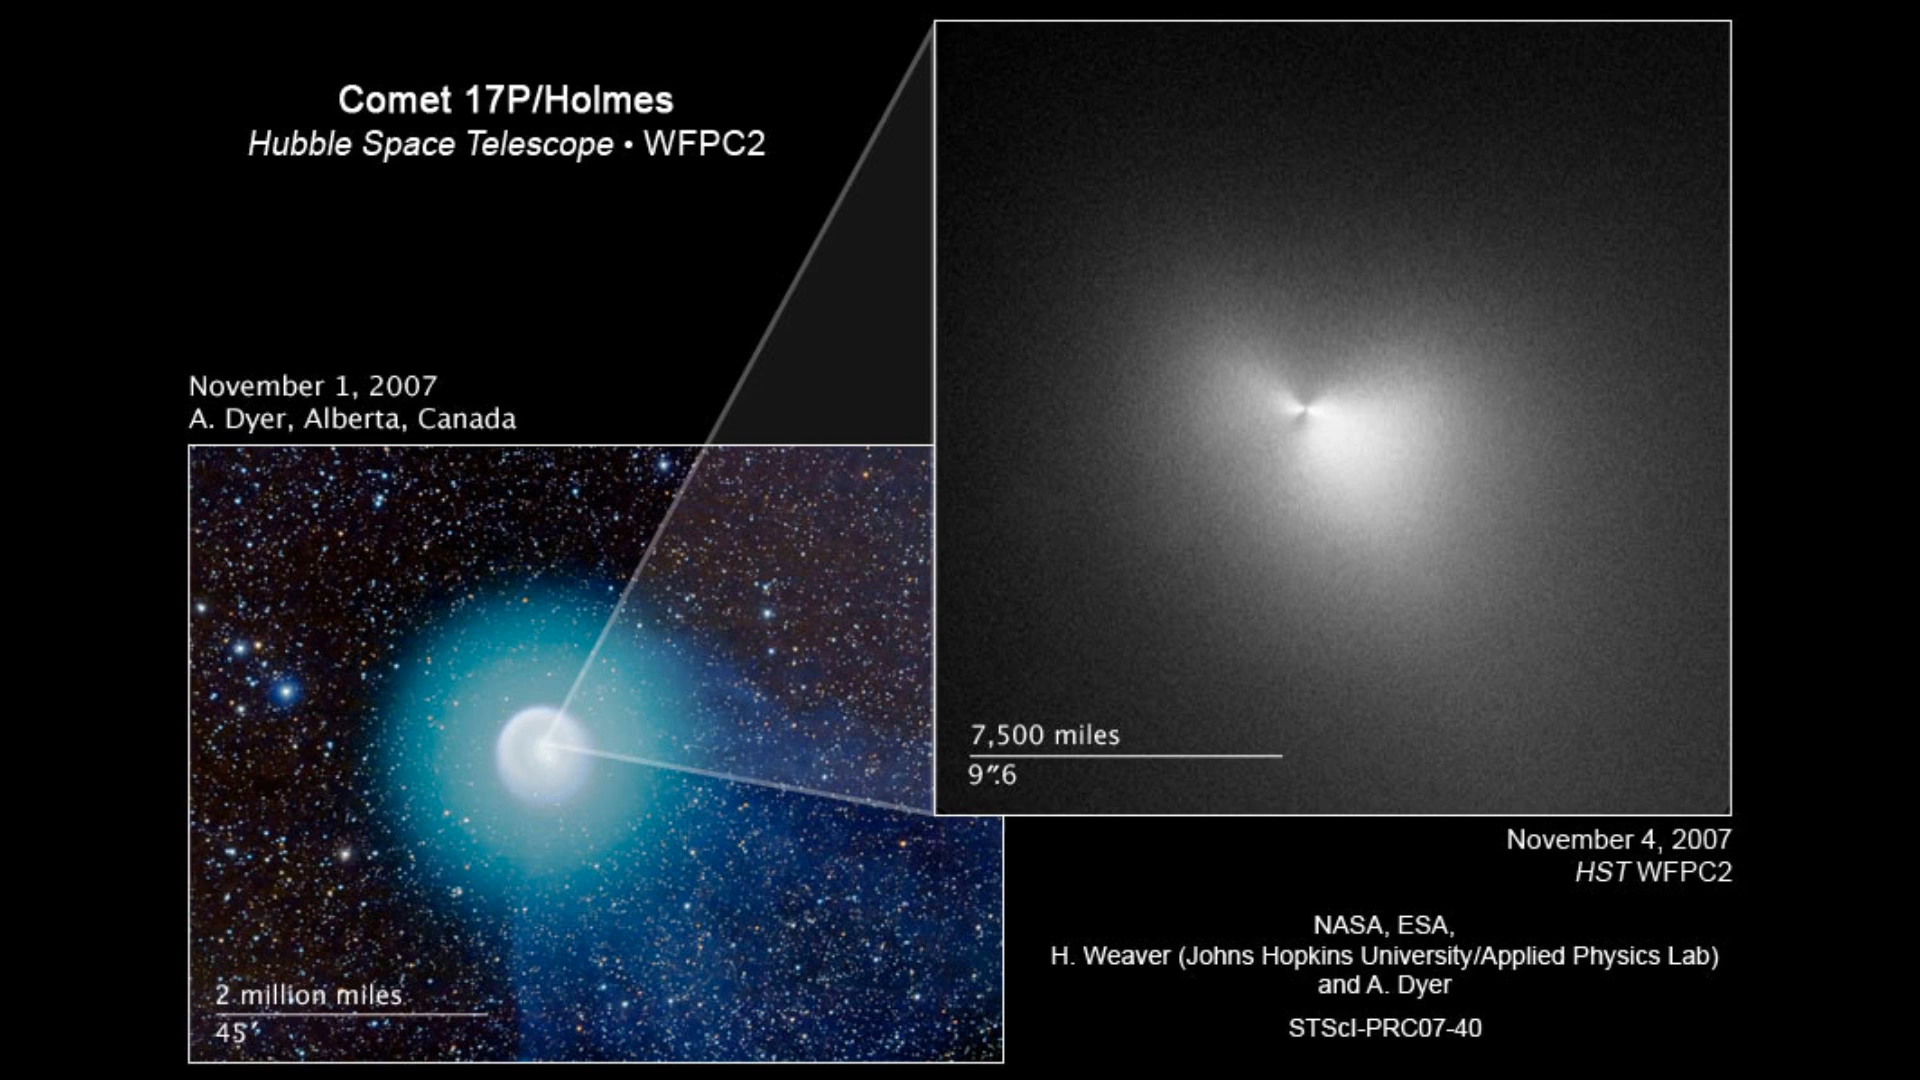 Comet 17P/Holmes
Hubble Space Telescope • WFPC2
November 1, 2007
A. Dyer, Alberta, Canada
2 million miles
45′
7,500 miles
9″.6
November 4, 2007
HST WFPC2
NASA, ESA,
H. Weaver (Johns Hopkins University/Applied Physics Lab)
and A. Dyer
STScI-PRC07-40